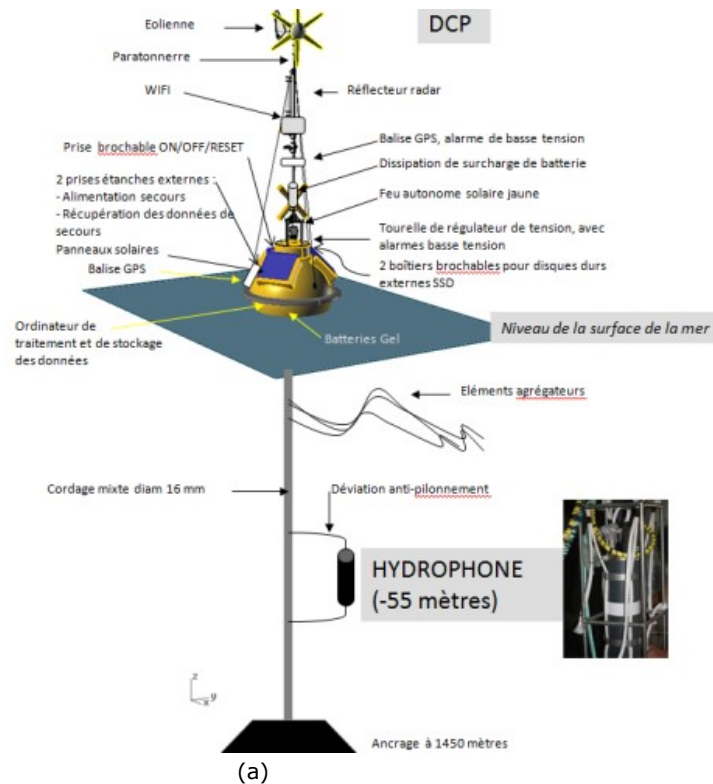 Eolienne
DCP
Paratonnerre
WIFI
Réflecteur radar
Prise brochable ON/OFF/RESET
Balise GPS, alarme de basse tension
Dissipation de surcharge de batterie
2 prises étanches externes :
- Alimentation secours
- Récupération des données de
secours
Feu autonome solaire jaune
Tourelle de régulateur de tension, avec
alarmes basse tension
Panneaux solaires
Balise GPS
2 boîtiers brochables pour disques durs
externes SSD
Ordinateur de
traitement et de stockage
des données
Batteries Gel
Niveau de la surface de la mer
Eléments agrégateurs
Cordage mixte diam 16 mm
Déviation anti-pilonnement
HYDROPHONE
(-55 mètres)
z
y
x
Ancrage à 1450 mètres
(a)